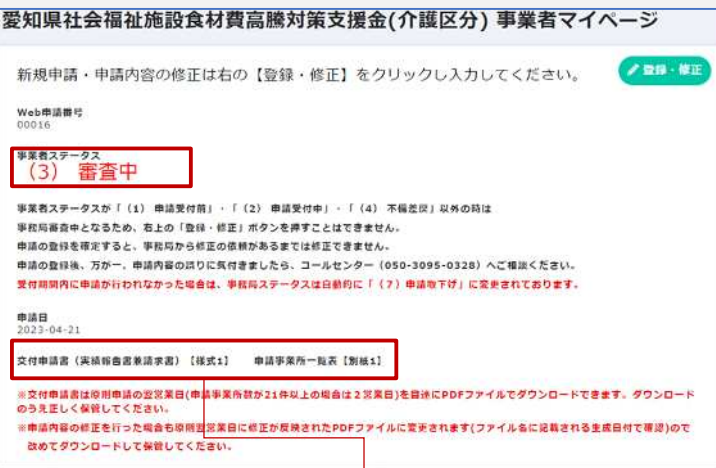 愛知県社会福祉施設食材費高騰対策支援金(介護区分) 事業者マイページ
新規申請・申請内容の修正は右の【登録・修正】をクリックし入力してください。
登録・修正
Web申請番号
00016
事業者ステータス
(3) 審査中
事業者ステータスが「(1) 申請受付前」・「(2) 申請受付中」・「(4) 不備差戻」以外の時は
事務局審査中となるため、右上の「登録・修正」ボタンを押すことはできません。
申請の登録を確定すると、事務局から修正の依頼があるまでは修正できません。
申請の登録後、万が一、申請内容の誤りに気付きましたら、コールセンター(050-3095-0328)へご相談ください。
受付期間内に申請が行われなかった場合は、事務局ステータスは自動的に「(7)申請取下げ」に変更されております。
申請日
2023-04-21
交付申請書(実績報告書兼請求書)【様式1】 申請事業所一覧表【別紙1】
※交付申請書は原則申請の翌営業日(申請事業所数が21件以上の場合は2営業日)を目途にPDFファイルでダウンロードできます。ダウンロード
のうえ正しく保管してください。
※申請内容の修正を行った場合も原則翌営業日に修正が反映されたPDFファイルに変更されます(ファイル名に記載される生成日付で確認)ので
改めてダウンロードして保管してください。